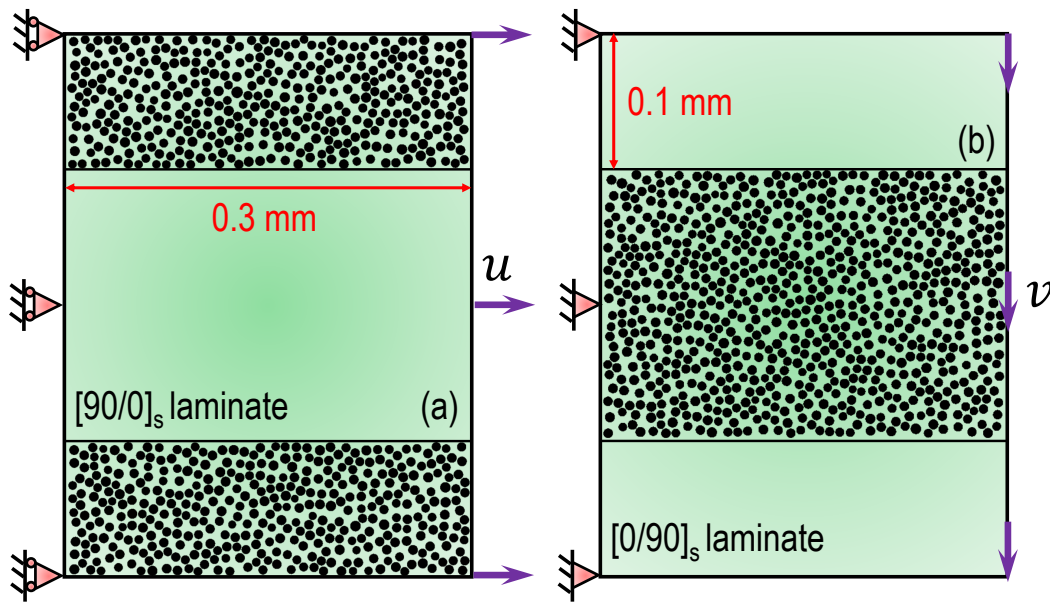 0.3 mm
u
[90/0]s laminate
(a)
0.1 mm
(b)
v
[0/90]s laminate